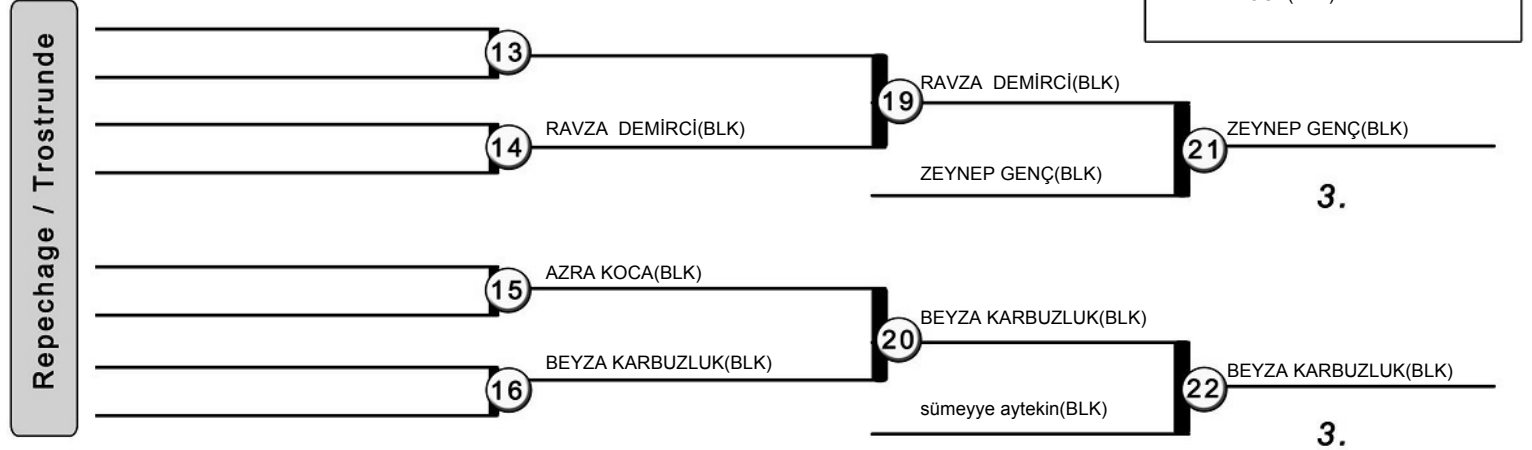 Repechage / Trostrunde
13
14
RAVZA  DEMİRCİ(BLK)
19
RAVZA  DEMİRCİ(BLK)
ZEYNEP GENÇ(BLK)
21
ZEYNEP GENÇ(BLK)
3.
15
AZRA KOCA(BLK)
16
BEYZA KARBUZLUK(BLK)
20
BEYZA KARBUZLUK(BLK)
sümeyye aytekin(BLK)
22
BEYZA KARBUZLUK(BLK)
3.